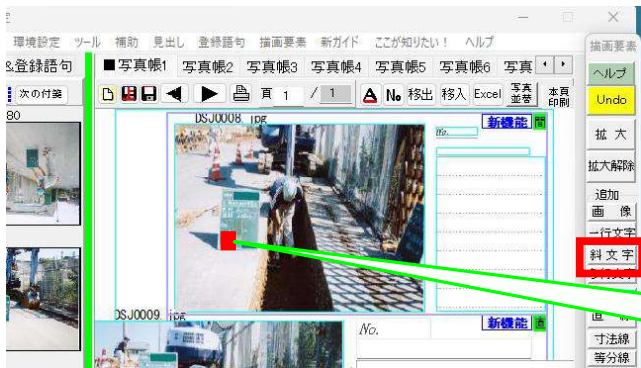 環境設定 ツール 補助 見出し 登録語句 描画要素 新ガイド ここが知りたい! ヘルプ
&登録語句 ■写真帳1 写真帳2 写真帳3 写真帳4 写真帳5 写真帳6 写真
次の付箋 頁 1 / 1 A No 移出 移入 Excel 写真並替 本頁印刷
80
DSJ0008.jpg
新機能 間
No.
DSJ0009.jpg
No.
新機能 直
描画要素
ヘルプ
Undo
拡大
拡大解除
追加
画像
一行文字
斜文字
寸法線
等分線